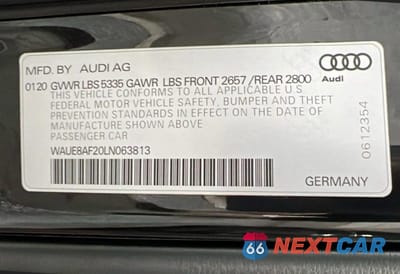 MFD. BY AUDI AG
Audi
0120 GVWR LBS 5335 GAWR LBS FRONT 2657 / REAR 2800
THIS VEHICLE CONFORMS TO ALL APPLICABLE
FEDERAL MOTOR VEHICLE SAFETY, BUMPER AND THEFT
PREVENTION STANDARDS IN EFFECT ON THE DATE OF
MANUFACTURE SHOWN ABOVE
PASSENGER CAR
WAUE8AF20LN063813
0612354
GERMANY
66 NEXTCAR